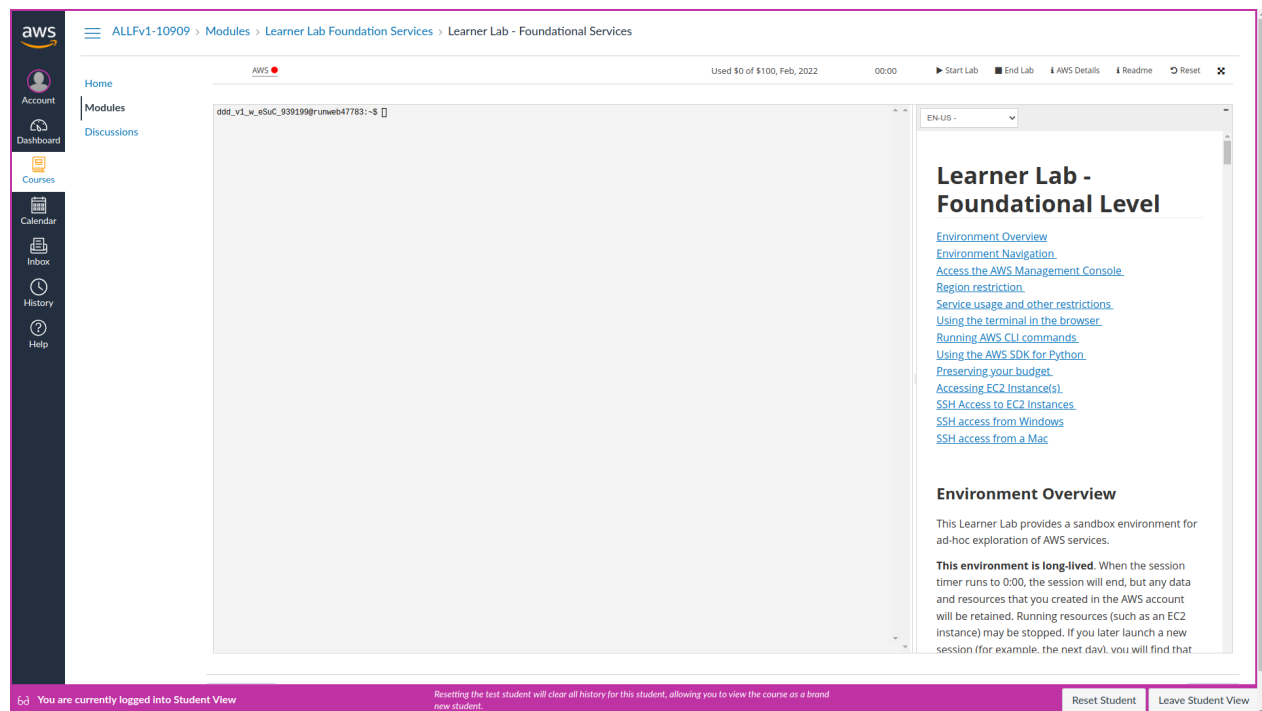 aws
ALLFv1-10909 > Modules > Learner Lab Foundation Services > Learner Lab - Foundational Services
Account
Dashboard
Courses
Calendar
Inbox
History
Help
Home
Modules
Discussions
AWS
Used $0 of $100, Feb, 2022
00:00
Start Lab
End Lab
AWS Details
Readme
Reset
ddd_v1_w_eSuC_939199@runweb47783:~$
EN-US -
Learner Lab -
Foundational Level
Environment Overview
Environment Navigation
Access the AWS Management Console
Region restriction
Service usage and other restrictions
Using the terminal in the browser
Running AWS CLI commands
Using the AWS SDK for Python
Preserving your budget
Accessing EC2 Instance(s)
SSH Access to EC2 Instances
SSH access from Windows
SSH access from a Mac
Environment Overview
This Learner Lab provides a sandbox environment for
ad-hoc exploration of AWS services.
This environment is long-lived. When the session
timer runs to 0:00, the session will end, but any data
and resources that you created in the AWS account
will be retained. Running resources (such as an EC2
instance) may be stopped. If you later launch a new
session (for example, the next day), you will find that
You are currently logged into Student View
Resetting the test student will clear all history for this student, allowing you to view the course as a brand
new student.
Reset Student
Leave Student View